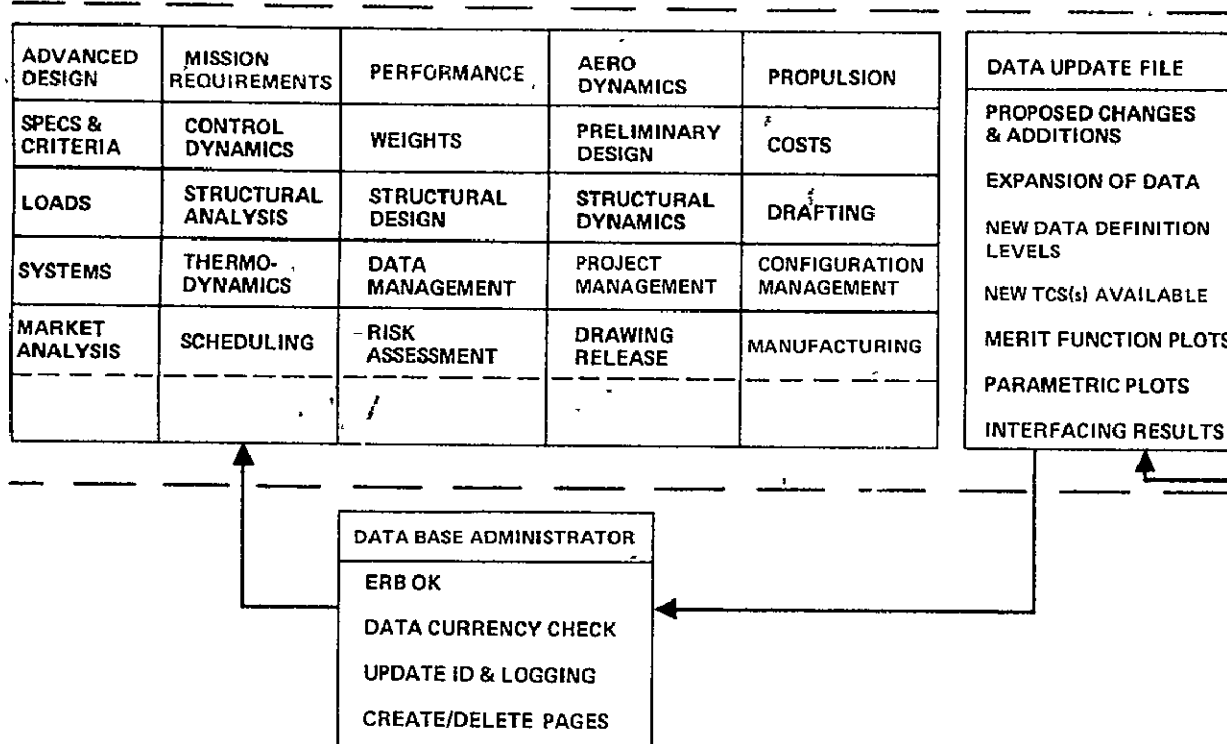 ADVANCED
DESIGN
MISSION
REQUIREMENTS
PERFORMANCE
AERO
DYNAMICS
PROPULSION
SPECS &
CRITERIA
CONTROL
DYNAMICS
WEIGHTS
PRELIMINARY
DESIGN
COSTS
LOADS
STRUCTURAL
ANALYSIS
STRUCTURAL
DESIGN
STRUCTURAL
DYNAMICS
DRAFTING
SYSTEMS
THERMO-
DYNAMICS
DATA
MANAGEMENT
PROJECT
MANAGEMENT
CONFIGURATION
MANAGEMENT
MARKET
ANALYSIS
SCHEDULING
RISK
ASSESSMENT
DRAWING
RELEASE
MANUFACTURING
DATA UPDATE FILE
PROPOSED CHANGES
& ADDITIONS
EXPANSION OF DATA
NEW DATA DEFINITION
LEVELS
NEW TCS(s) AVAILABLE
MERIT FUNCTION PLOTS
PARAMETRIC PLOTS
INTERFACING RESULTS
DATA BASE ADMINISTRATOR
ERB OK
DATA CURRENCY CHECK
UPDATE ID & LOGGING
CREATE/DELETE PAGES